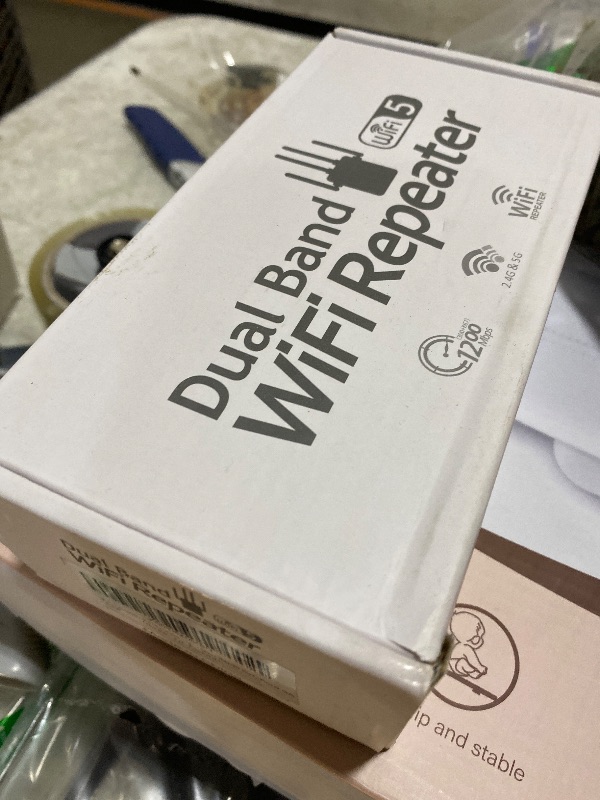 Dual Band
WiFi Repeater
WiFi 5
WiFi
REPEATER
2.4G & 5G
1200
Mbps
Dual Band
WiFi Repeater
ip and stable